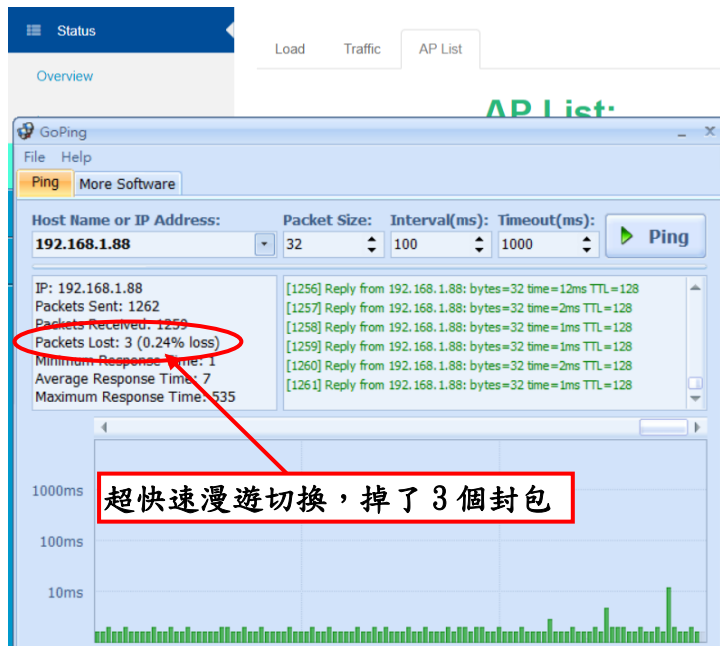 Status
Load Traffic AP List
Overview
AP List:
GoPing
File Help
Ping More Software
Host Name or IP Address: Packet Size: Interval(ms): Timeout(ms):
192.168.1.88 32 100 1000 Ping
IP: 192.168.1.88
Packets Sent: 1262
Packets Received: 1259
Packets Lost: 3 (0.24% loss)
Minimum Response Time: 1
Average Response Time: 7
Maximum Response Time: 535
[1256] Reply from 192.168.1.88: bytes=32 time=12ms TTL=128
[1257] Reply from 192.168.1.88: bytes=32 time=2ms TTL=128
[1258] Reply from 192.168.1.88: bytes=32 time=1ms TTL=128
[1259] Reply from 192.168.1.88: bytes=32 time=1ms TTL=128
[1260] Reply from 192.168.1.88: bytes=32 time=2ms TTL=128
[1261] Reply from 192.168.1.88: bytes=32 time=1ms TTL=128
超快速漫遊切換，掉了3個封包
1000ms
100ms
10ms